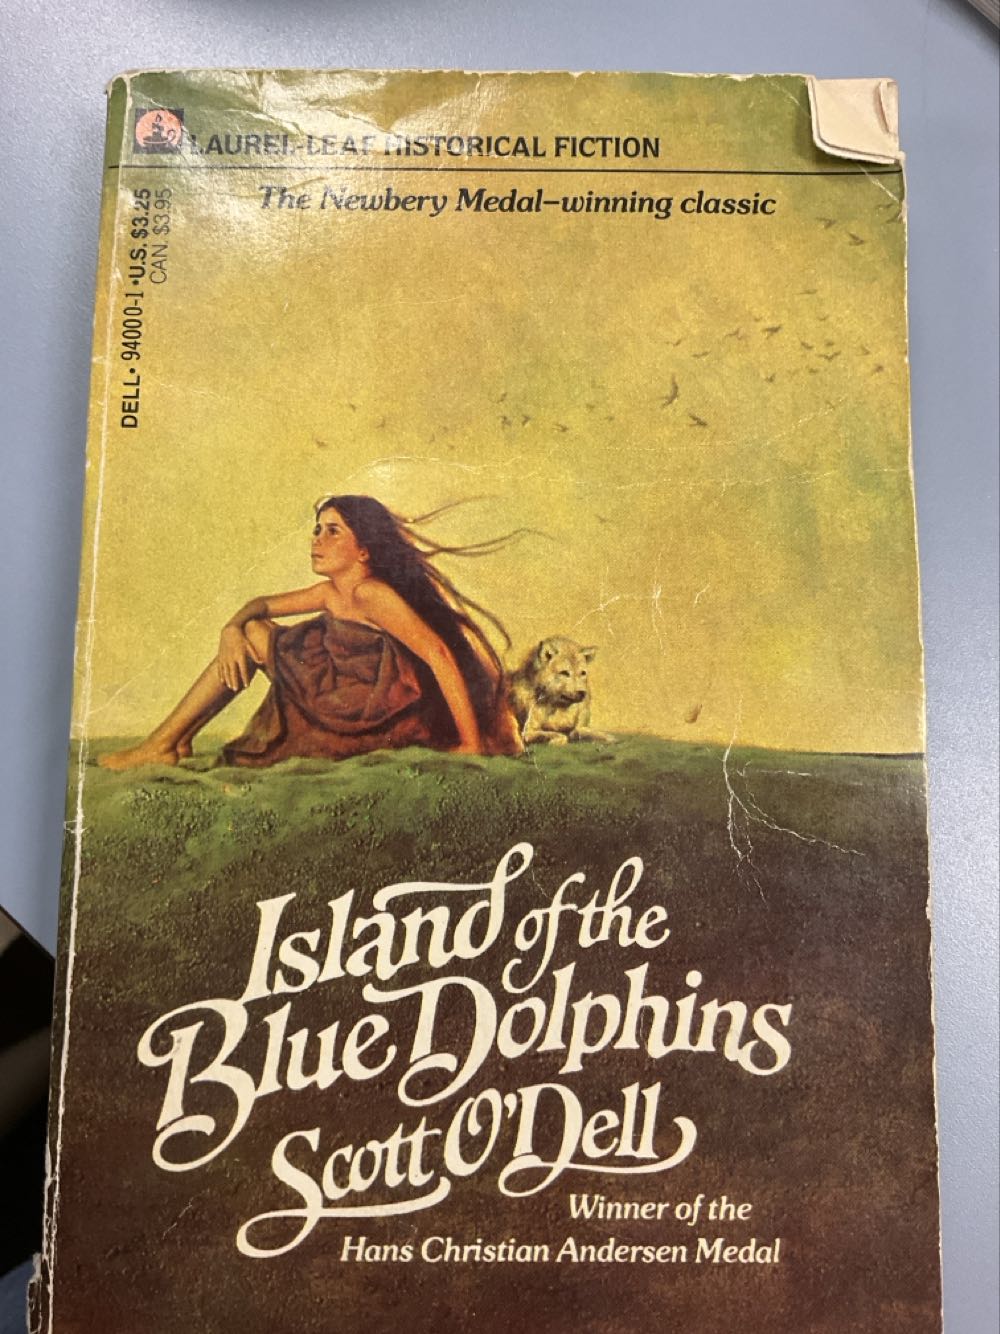 LAUREL-LEAF HISTORICAL FICTION
The Newbery Medal–winning classic
DELL • 94000-1 • U.S. $3.25
CAN. $3.95
Island of the
Blue Dolphins
Scott O'Dell
Winner of the
Hans Christian Andersen Medal